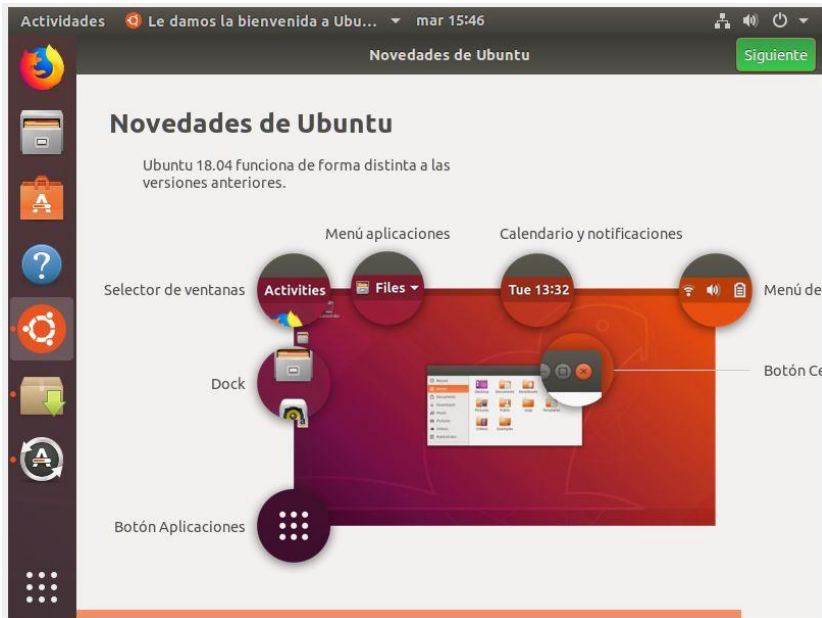 Actividades Le damos la bienvenida a Ubu... mar 15:46
Novedades de Ubuntu Siguiente
Novedades de Ubuntu
Ubuntu 18.04 funciona de forma distinta a las
versiones anteriores.
Menú aplicaciones Calendario y notificaciones
Selector de ventanas Activities Files Tue 13:32 Menú de
Dock
Botón Ce
Botón Aplicaciones